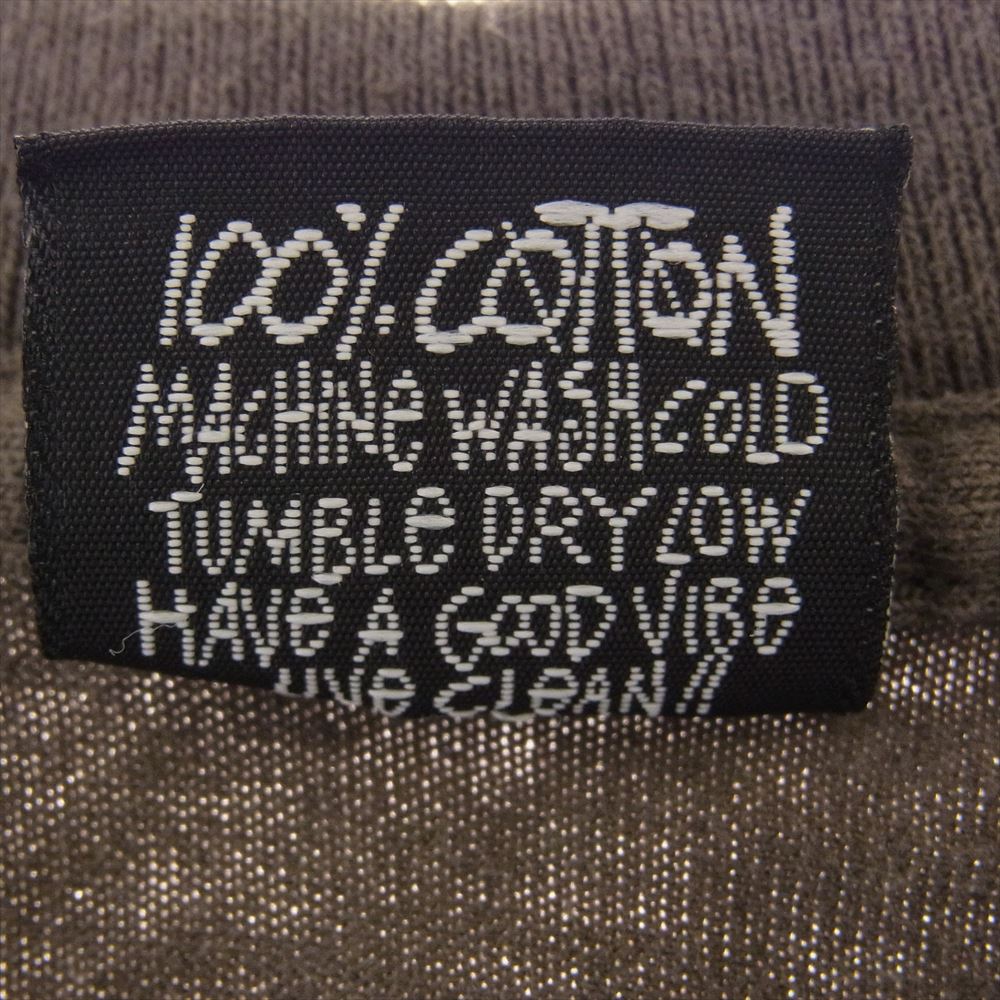 100% COTTON
MACHINE WASH COLD
TUMBLE DRY LOW
HAVE A GOOD VIBE
LIVE CLEAN!!